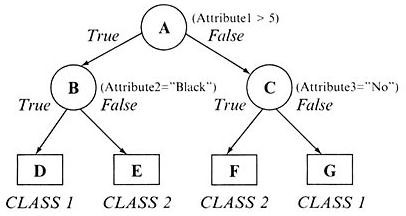 A (Attribute1 > 5)
True False
B (Attribute2="Black") C (Attribute3="No")
True False True False
D E F G
CLASS 1 CLASS 2 CLASS 2 CLASS 1